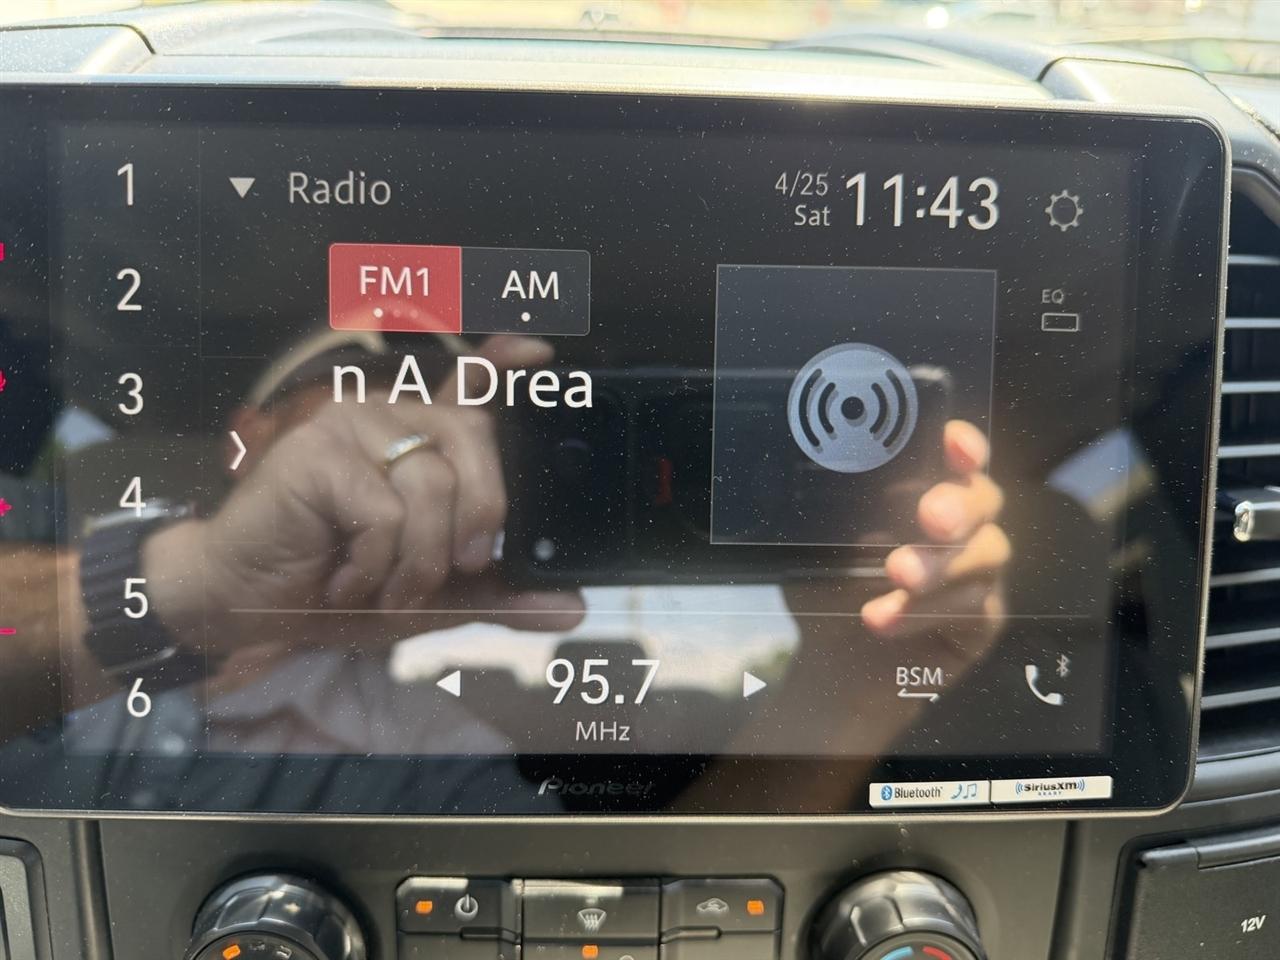 1
2
3
4
5
6
Radio
4/25
Sat
11:43
FM1
AM
EQ
n A Drea
95.7
MHz
BSM
Pioneer
Bluetooth
SiriusXM
READY
12V